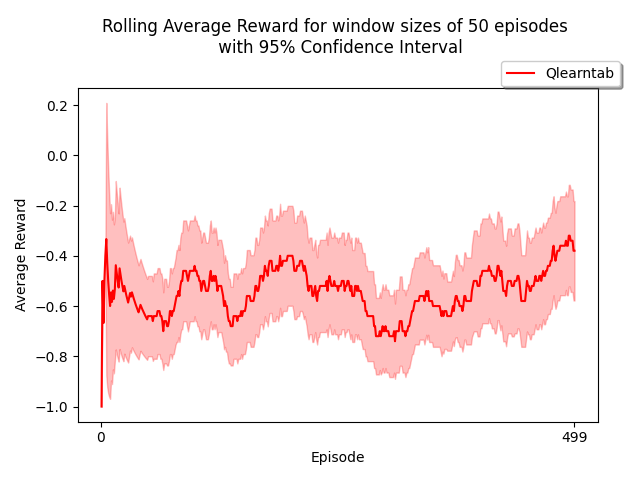 Rolling Average Reward for window sizes of 50 episodes
with 95% Confidence Interval
Qlearntab
0.2
0.0
−0.2
−0.4
−0.6
−0.8
−1.0
Average Reward
0
499
Episode